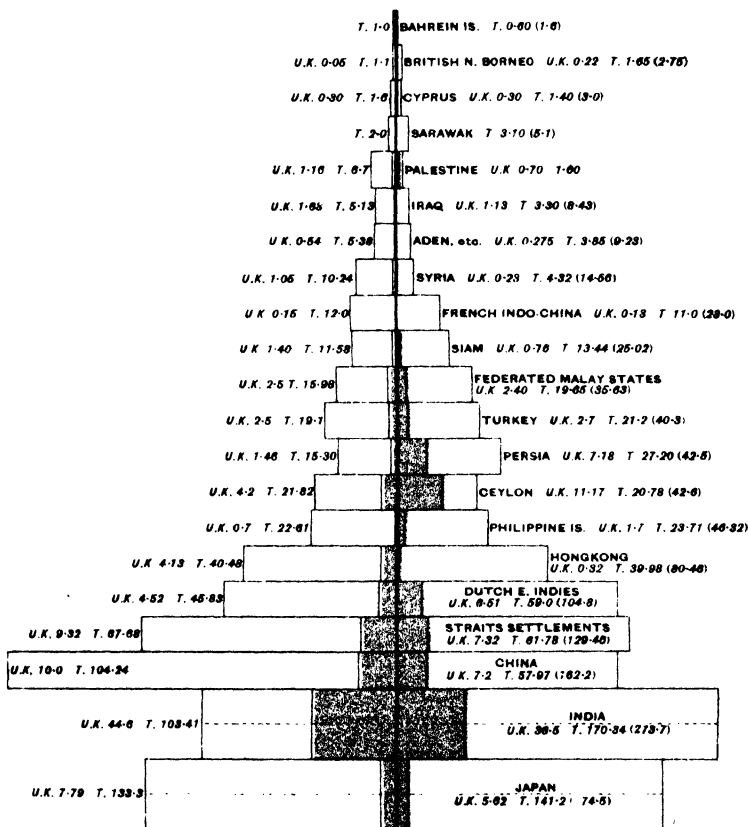 T. 1·0 BAHREIN IS. T. 0·60 (1·6)
U.K. 0·05 T. 1·1 BRITISH N. BORNEO U.K. 0·22 T. 1·65 (2·75)
U.K. 0·30 T. 1·6 CYPRUS U.K. 0·30 T. 1·40 (3·0)
T. 2·0 SARAWAK T 3·10 (5·1)
U.K. 1·16 T. 6·7 PALESTINE U.K 0·70 1·60
U.K. 1·68 T. 5·13 IRAQ U.K. 1·13 T 3·30 (8·43)
U.K. 0·54 T. 5·38 ADEN, etc. U.K. 0·275 T. 3·85 (9·23)
U.K. 1·05 T. 10·24 SYRIA U.K. 0·23 T 4·32 (14·56)
U K 0·15 T. 12·0 FRENCH INDO-CHINA U.K. 0·13 T 11·0 (23·0)
U K 1·40 T. 11·58 SIAM U.K. 0·76 T 13·44 (25·02)
U.K. 2·5 T. 15·98 FEDERATED MALAY STATES
U K 2·40 T. 19·65 (35·63)
U.K. 2·5 T. 19·1 TURKEY U.K. 2·7 T. 21·2 (40·3)
U.K. 1·46 T. 15·30 PERSIA U.K. 7·18 T. 27·20 (42·5)
U.K. 4·2 T. 21·82 CEYLON U.K. 11·17 T. 20·78 (42·6)
U.K. 0·7 T. 22·61 PHILIPPINE IS. U.K. 1·7 T. 23·71 (46·32)
U.K 4·13 T. 40·48 HONGKONG
U.K. 0·32 T. 39·98 (80·46)
U.K. 4·52 T. 45·83 DUTCH E. INDIES
U.K. 6·51 T. 59·0 (104·8)
U.K. 9·32 T. 67·68 STRAITS SETTLEMENTS
U.K. 7·32 T. 61·78 (129·46)
U.K. 10·0 T. 104·24 CHINA
U.K. 7·2 T. 57·97 (162·2)
U.K. 44·6 T. 103·41 INDIA
U.K. 36·5 T. 170·34 (273·7)
U.K. 7·79 T. 133·3 JAPAN
U.K. 5·62 T. 141·2 ( 74·5)